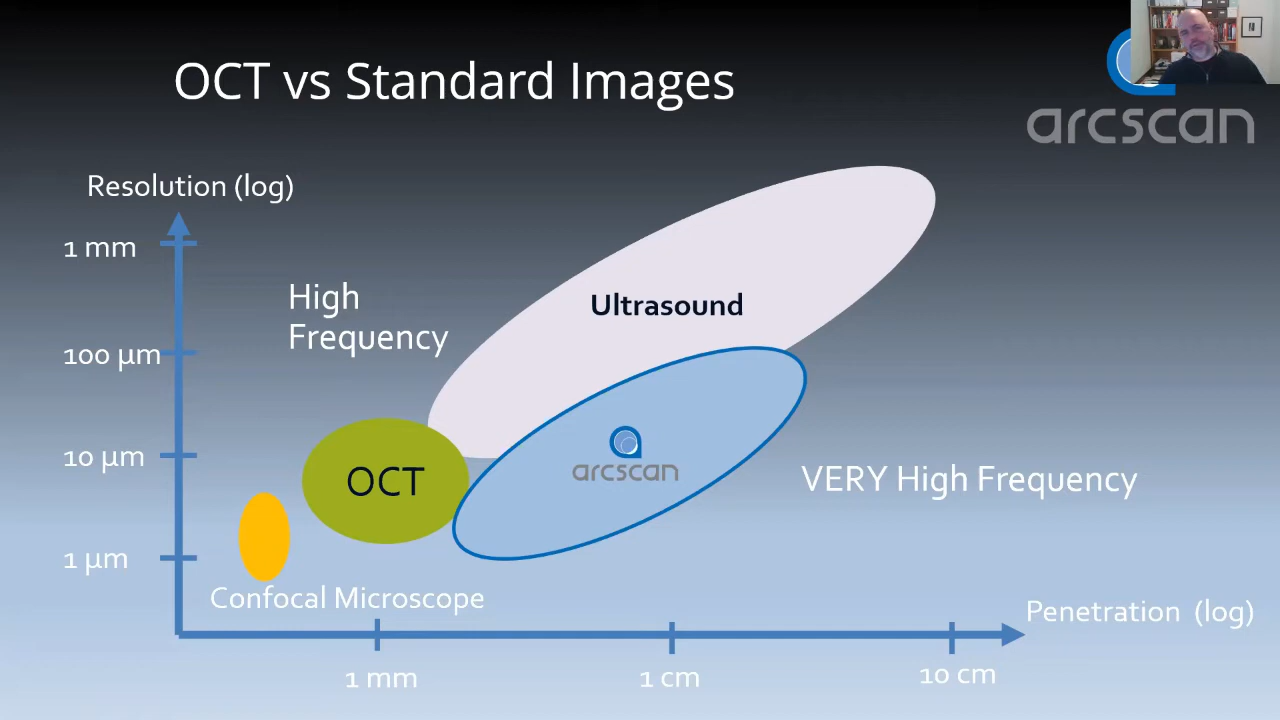 OCT vs Standard Images
arcscan
Resolution (log)
1 mm
High
Frequency
Ultrasound
100 µm
10 µm
OCT
arcscan
VERY High Frequency
1 µm
Confocal Microscope
Penetration (log)
1 mm
1 cm
10 cm